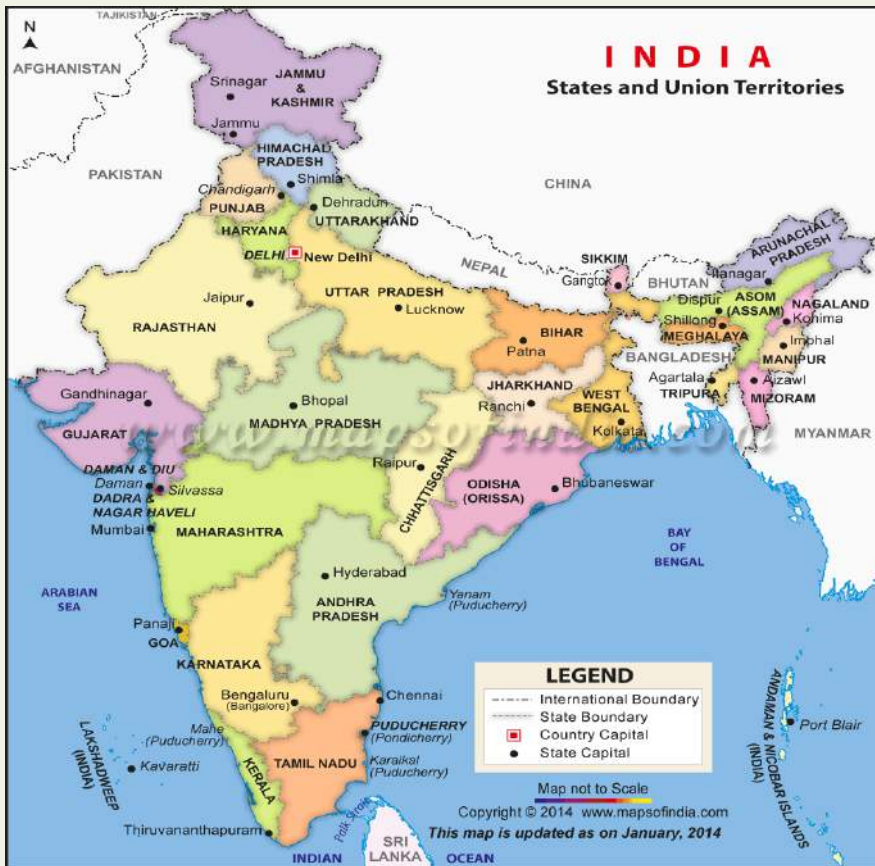 TAJIKISTAN
N
AFGHANISTAN
INDIA
States and Union Territories
JAMMU
&
KASHMIR
Srinagar
Jammu
HIMACHAL
PRADESH
Shimla
PAKISTAN
CHINA
Chandigarh
PUNJAB
Dehradun
UTTARAKHAND
HARYANA
DELHI
New Delhi
NEPAL
SIKKIM
Gangtok
BHUTAN
ARUNACHAL
PRADESH
Itanagar
Dispur
ASOM
(ASSAM)
NAGALAND
Kohima
Shillong
MEGHALAYA
Imphal
MANIPUR
BANGLADESH
Agartala
TRIPURA
Aizawl
MIZORAM
MYANMAR
Jaipur
RAJASTHAN
UTTAR PRADESH
Lucknow
BIHAR
Patna
JHARKHAND
Ranchi
WEST
BENGAL
Kolkata
Gandhinagar
GUJARAT
Bhopal
MADHYA PRADESH
www.mapsofindia.com
DAMAN & DIU
Daman
Silvassa
DADRA &
NAGAR HAVELI
Mumbai
MAHARASHTRA
Raipur
CHHATTISGARH
ODISHA
(ORISSA)
Bhubaneswar
BAY
OF
BENGAL
ARABIAN
SEA
Hyderabad
ANDHRA
PRADESH
Yanam
(Puducherry)
Panaji
GOA
KARNATAKA
Bengaluru
(Bangalore)
Chennai
Mahe
(Puducherry)
PUDUCHERRY
(Pondicherry)
Karaikal
(Puducherry)
TAMIL NADU
KERALA
LAKSHADWEEP
(INDIA)
Kavaratti
Thiruvananthapuram
Palk Strait
SRI
LANKA
INDIAN OCEAN
LEGEND
International Boundary
State Boundary
Country Capital
State Capital
ANDAMAN & NICOBAR ISLANDS
(INDIA)
Port Blair
Map not to Scale
Copyright © 2014 www.mapsofindia.com
This map is updated as on January, 2014